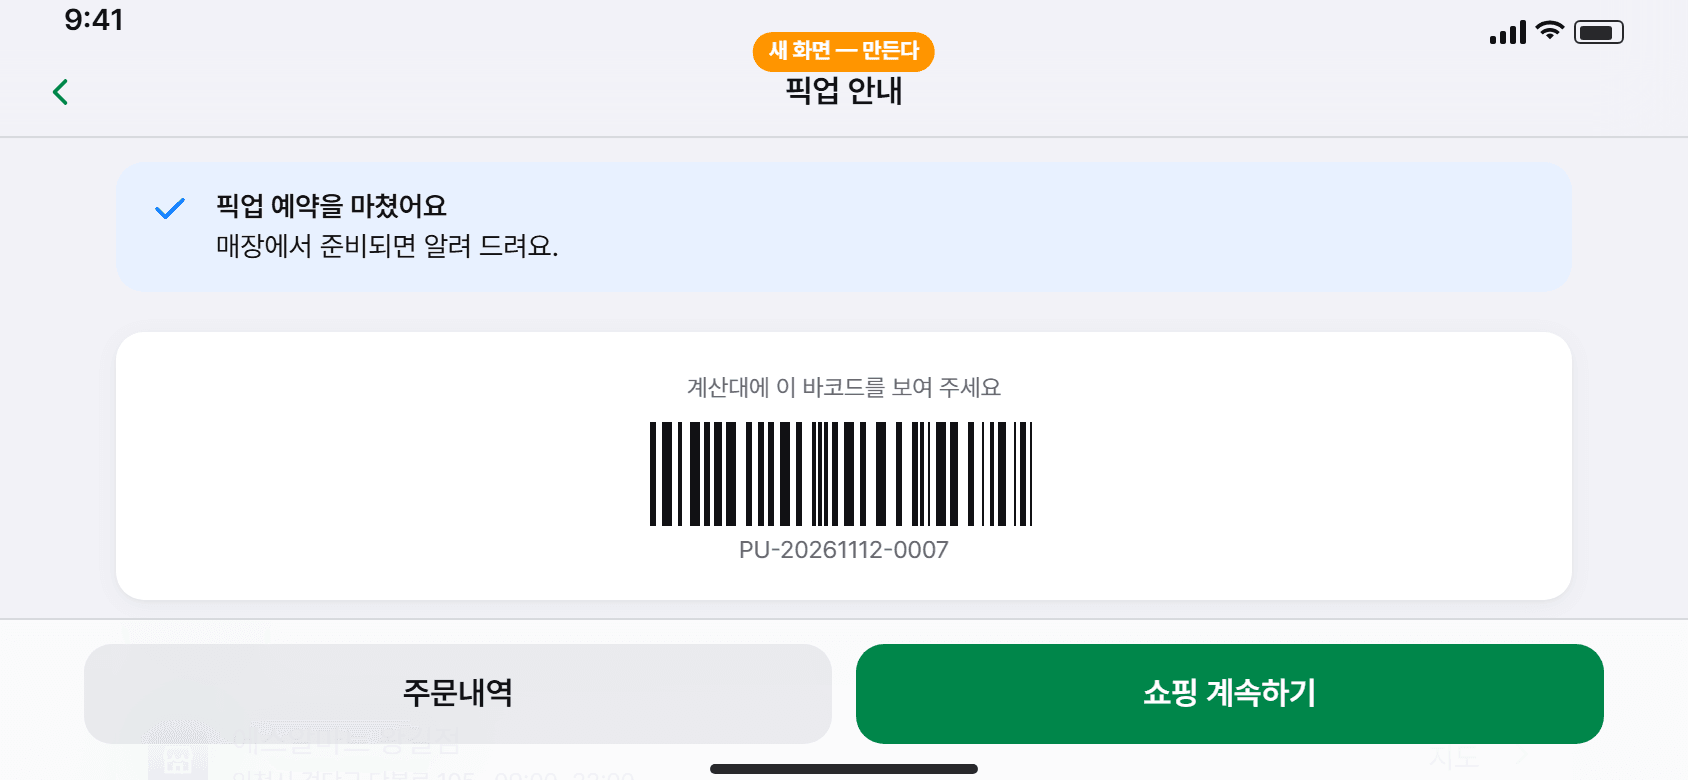 9:41
새 화면 — 만든다
픽업 안내
픽업 예약을 마쳤어요
매장에서 준비되면 알려 드려요.
계산대에 이 바코드를 보여 주세요
PU-20261112-0007
주문내역
쇼핑 계속하기
지도